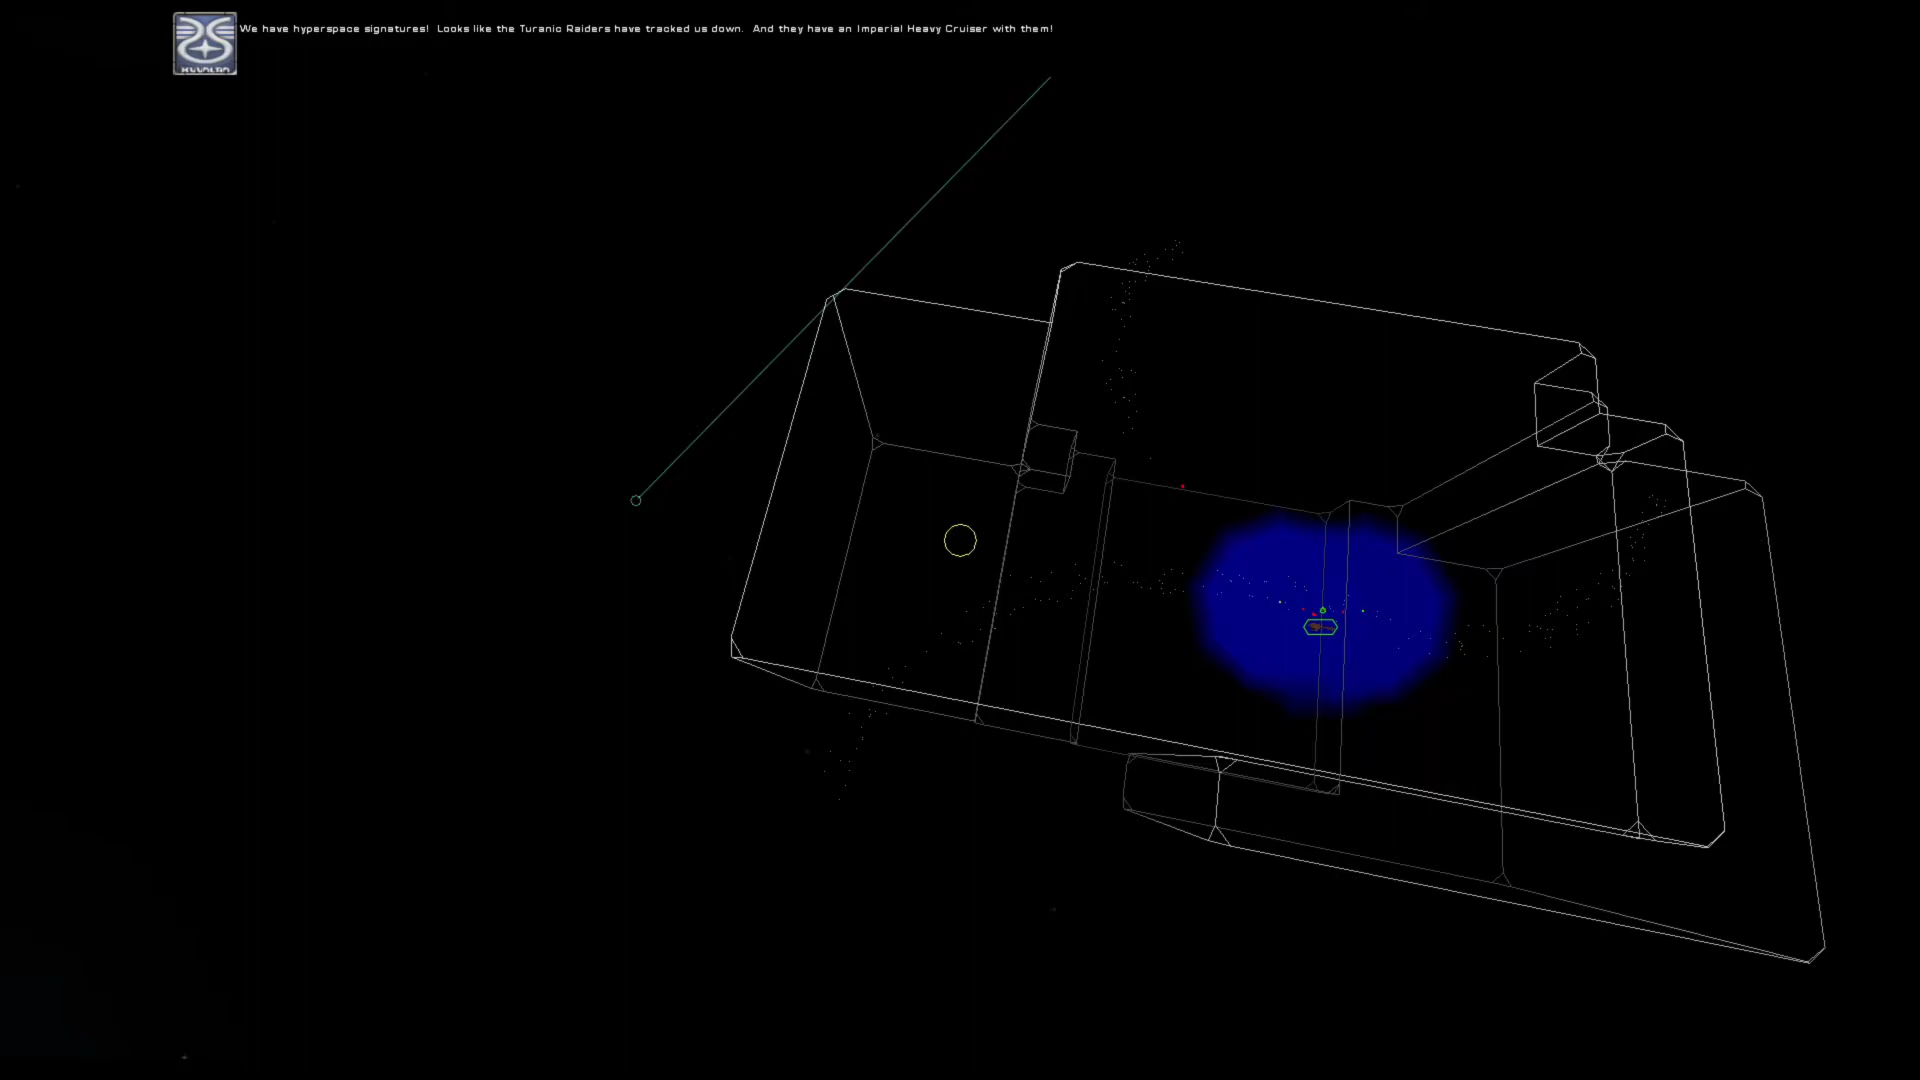 We have hyperspace signatures!  Looks like the Turanic Raiders have tracked us down.  And they have an Imperial Heavy Cruiser with them!